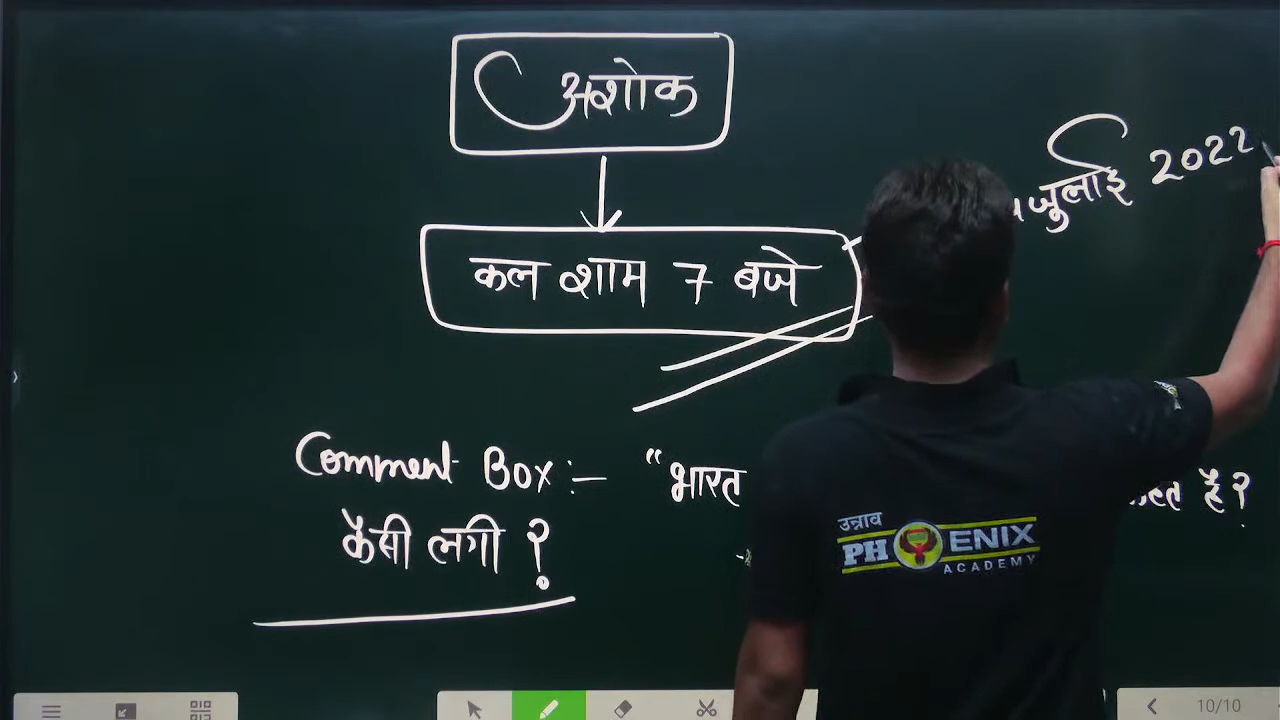 अशोक
जुलाई 2022
कल शाम 7 बजे
Comment Box :- "भारत
है ?
कैसी लगी ?
उन्नाव
PHOENIX
ACADEMY
10/10